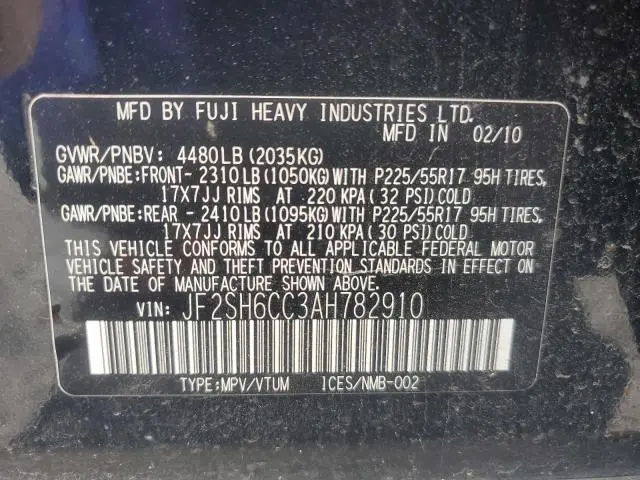 MFD BY FUJI HEAVY INDUSTRIES LTD.
MFD IN 02/10
GVWR/PNBV: 4480LB(2035KG)
GAWR/PNBE:FRONT- 2310LB(1050KG)WITH P225/55R17 95H TIRES,
17X7JJ RIMS AT 220 KPA(32 PSI)COLD
GAWR/PNBE:REAR - 2410LB(1095KG)WITH P225/55R17 95H TIRES,
17X7JJ RIMS AT 210 KPA(30 PSI)COLD
THIS VEHICLE CONFORMS TO ALL APPLICABLE FEDERAL MOTOR
VEHICLE SAFETY AND THEFT PREVENTION STANDARDS IN EFFECT ON
THE DATE OF MANUFACTURE SHOWN ABOVE.
VIN: JF2SH6CC3AH782910
TYPE:MPV/VTUM ICES/NMB-002